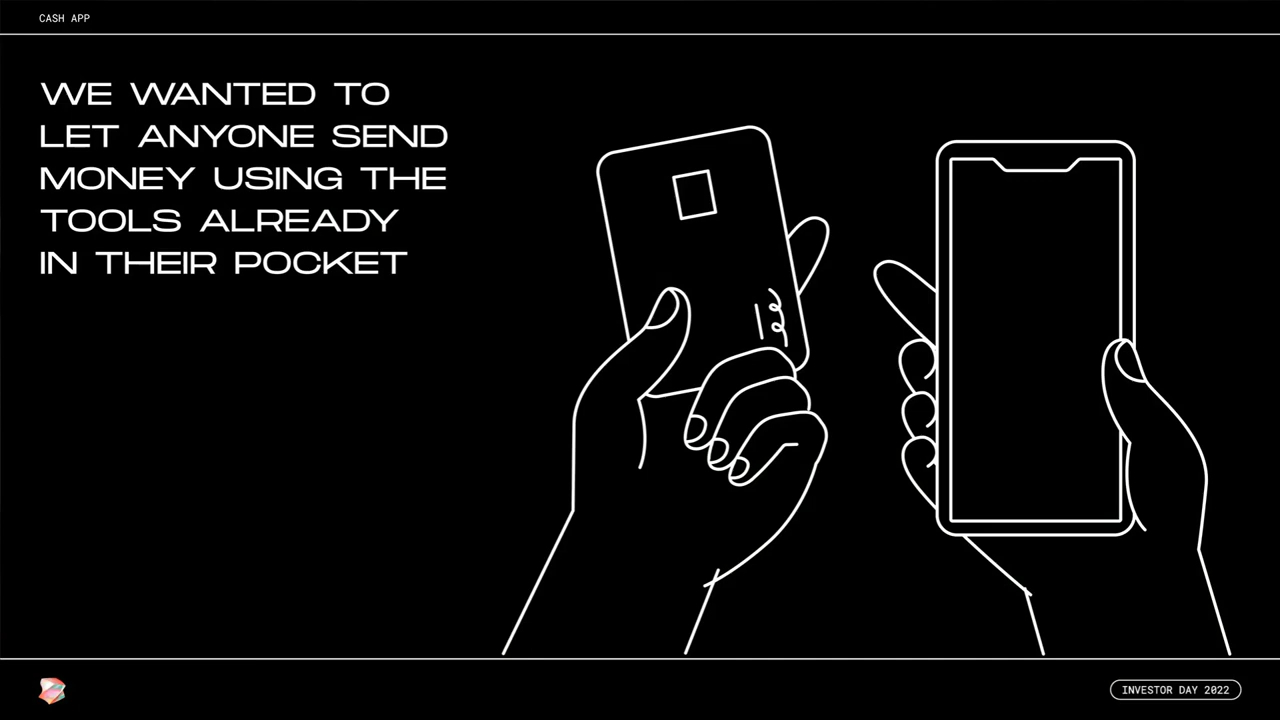 CASH APP
WE WANTED TO
LET ANYONE SEND
MONEY USING THE
TOOLS ALREADY
IN THEIR POCKET
INVESTOR DAY 2022